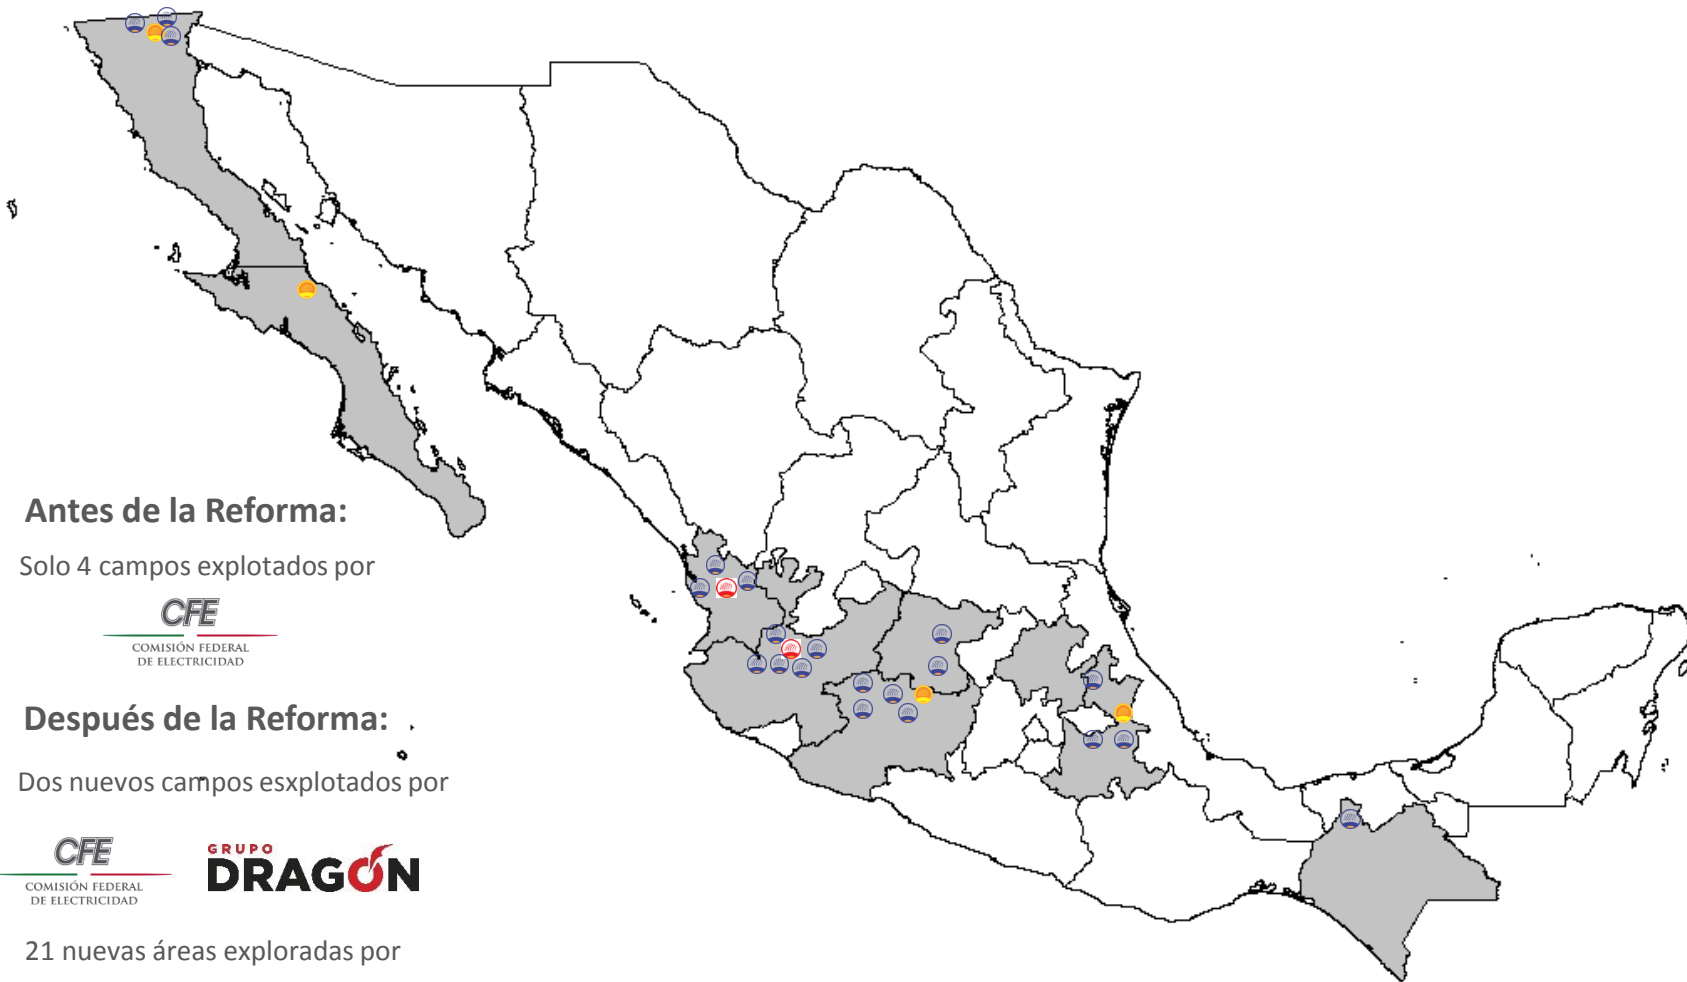 Antes de la Reforma:
Solo 4 campos explotados por
CFE
COMISIÓN FEDERAL
DE ELECTRICIDAD
Después de la Reforma:
Dos nuevos campos esxplotados por
CFE
COMISIÓN FEDERAL
DE ELECTRICIDAD
GRUPO
DRAGÓN
21 nuevas áreas exploradas por